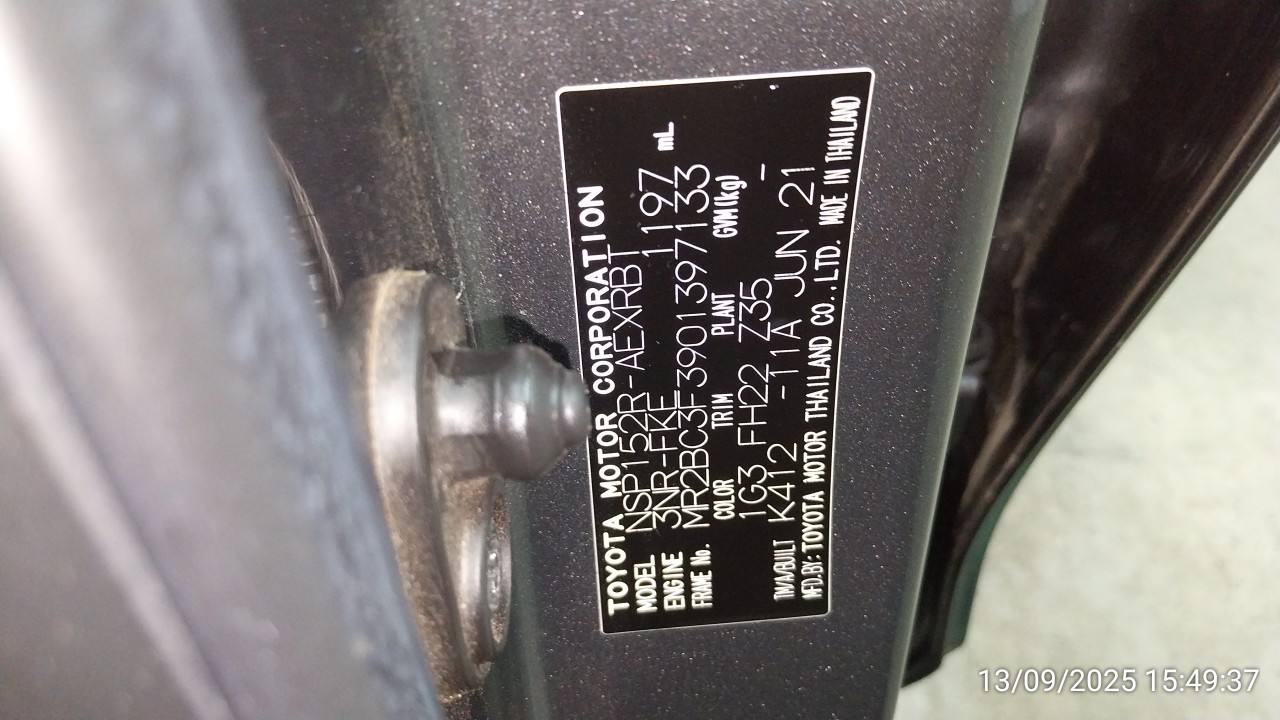 TOYOTA MOTOR CORPORATION
MODEL NSP152R-AEXRBT
ENGINE 3NR-FKE 1197 mL
FRAME No. MR2BC3F3901397133
COLOR TRIM PLANT GVM(kg)
1G3 FH22 Z35 -
TM/A/BUILT K412 -11A JUN 21
MFD.BY:TOYOTA MOTOR THAILAND CO.,LTD. MADE IN THAILAND
13/09/2025 15:49:37